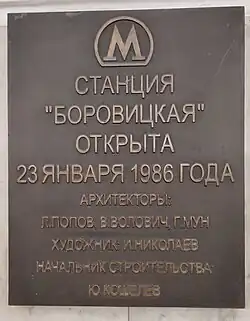 М
СТАНЦИЯ
"БОРОВИЦКАЯ"
ОТКРЫТА
23 ЯНВАРЯ 1986 ГОДА
АРХИТЕКТОРЫ:
Л.ПОПОВ, В.ВОЛОВИЧ, Г.МУН
ХУДОЖНИК: И.НИКОЛАЕВ
НАЧАЛЬНИК СТРОИТЕЛЬСТВА:
Ю.КОШЕЛЕВ